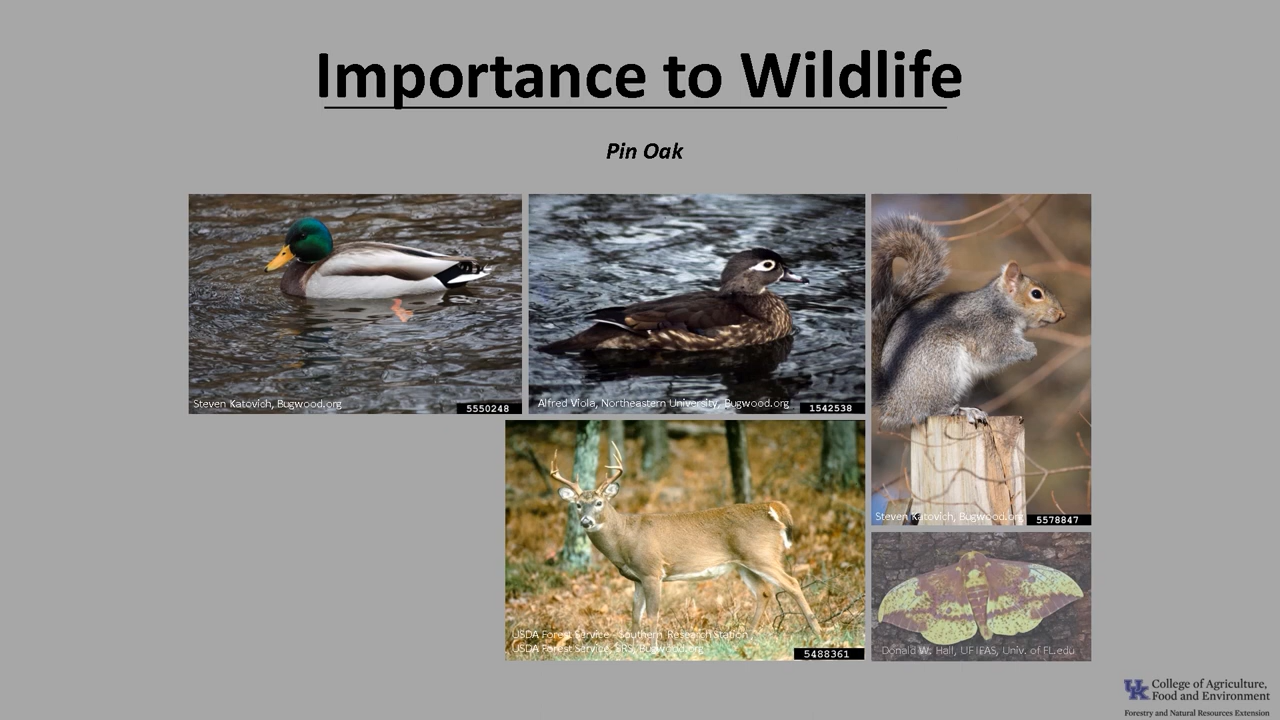 Importance to Wildlife
Pin Oak
Steven Katovich, Bugwood.org
5550248
Alfred Viola, Northeastern University, Bugwood.org
1542538
Steven Katovich, Bugwood.org
5578847
USDA Forest Service - Southern Research Station
USDA Forest Service, SRS, Bugwood.org
5488361
Donald W. Hall, UF IFAS, Univ. of FL.edu
UK College of Agriculture,
Food and Environment
Forestry and Natural Resources Extension